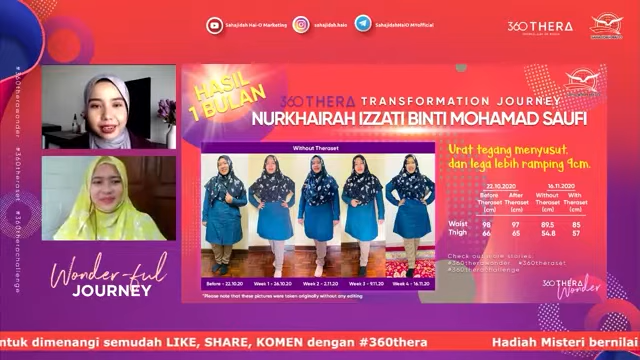 Sahajidah Hai-O Marketing
sahajidah.haio
SahajidahHaiO MYofficial
360THERA
HASIL
1 BULAN
360THERA TRANSFORMATION JOURNEY
NURKHAIRAH IZZATI BINTI MOHAMAD SAUFI
Without Theraset
Before - 22.10.20
Week 1 - 26.10.20
Week 2 - 2.11.20
Week 3 - 9.11.20
Week 4 - 16.11.20
*Please note that these pictures were taken originally without any editing
Urat tegang menyusut,
dan lega lebih ramping 9cm.
22.10.2020 16.11.2020
Before Theraset (cm) After Theraset (cm) Without Theraset (cm) With Theraset (cm)
Waist 98 97 89.5 85
Thigh 66 65 54.8 57
Check out more stories
#360therawander #360theraset
#360therachallenge
360THERA
Wonder
Wonder-ful
JOURNEY
#360therawander #360theraset #360therachallenge
ntuk dimenangi semudah LIKE, SHARE, KOMEN dengan #360thera Hadiah Misteri bernilai